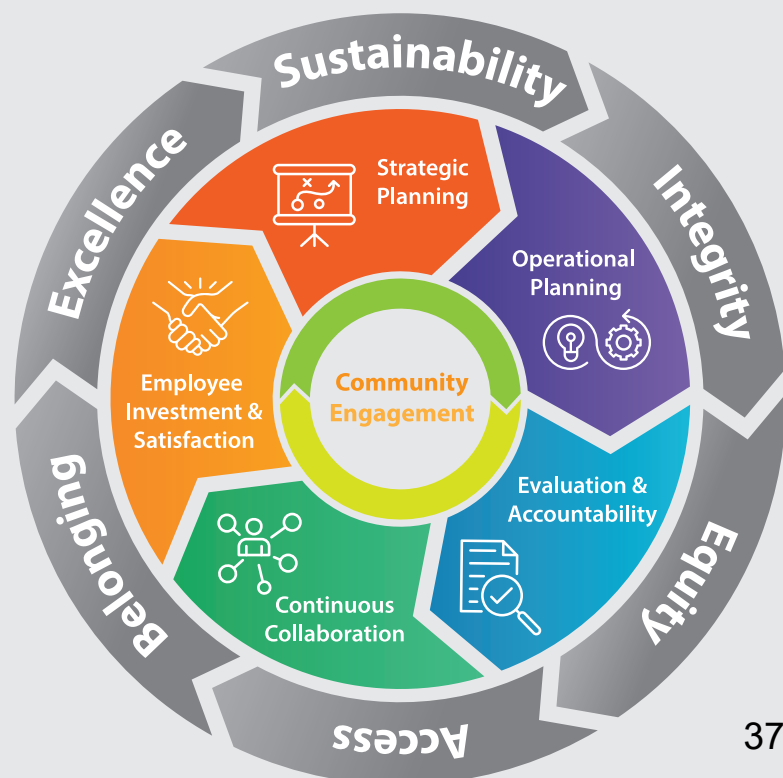 Sustainability
Integrity
Equity
Access
Belonging
Excellence
Strategic
Planning
Operational
Planning
Evaluation &
Accountability
Continuous
Collaboration
Employee
Investment &
Satisfaction
Community
Engagement
37